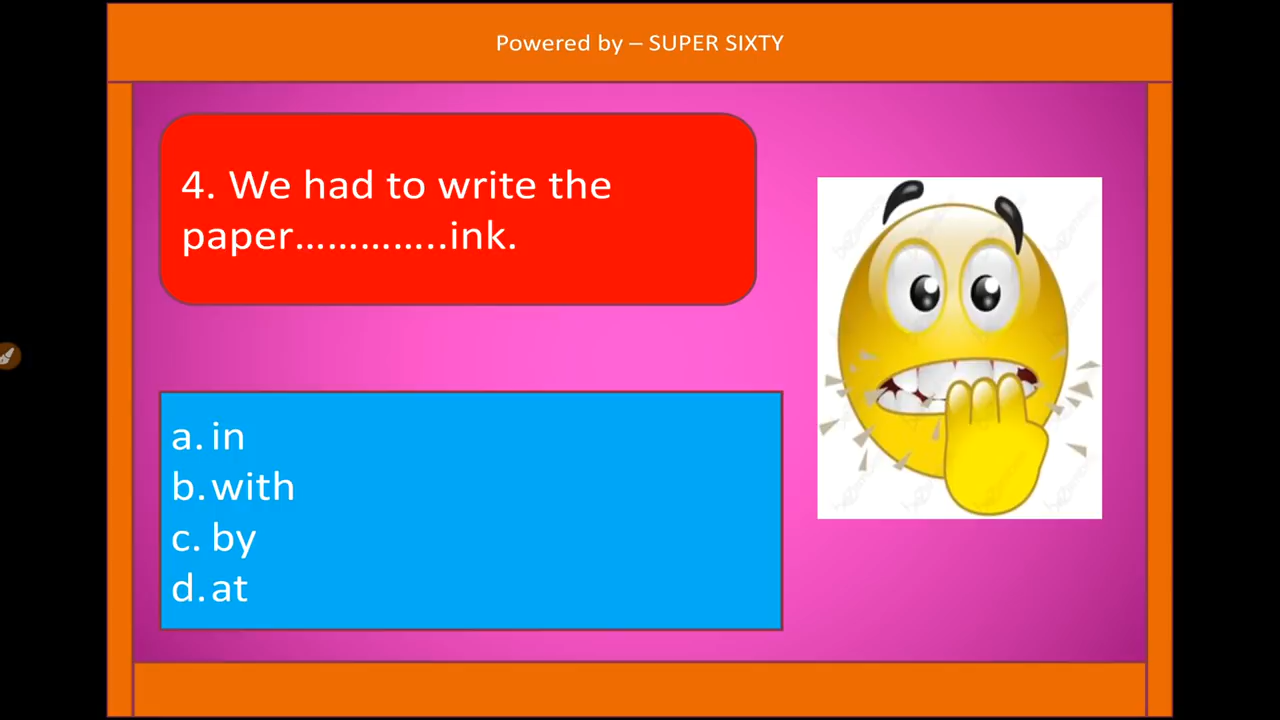 Powered by – SUPER SIXTY
4. We had to write the
paper…………..ink.
a. in
b. with
c. by
d. at